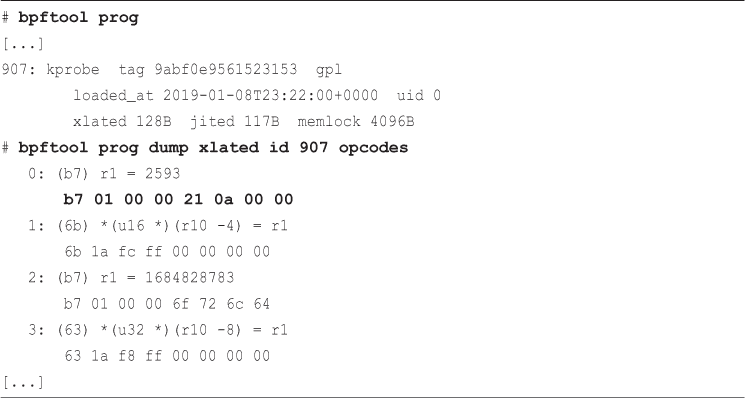 # bpftool prog
[...]
907: kprobe  tag 9abf0e9561523153  gpl
        loaded_at 2019-01-08T23:22:00+0000  uid 0
        xlated 128B  jited 117B  memlock 4096B
# bpftool prog dump xlated id 907 opcodes
   0: (b7) r1 = 2593
       b7 01 00 00 21 0a 00 00
   1: (6b) *(u16 *)(r10 -4) = r1
       6b 1a fc ff 00 00 00 00
   2: (b7) r1 = 1684828783
       b7 01 00 00 6f 72 6c 64
   3: (63) *(u32 *)(r10 -8) = r1
       63 1a f8 ff 00 00 00 00
[...]